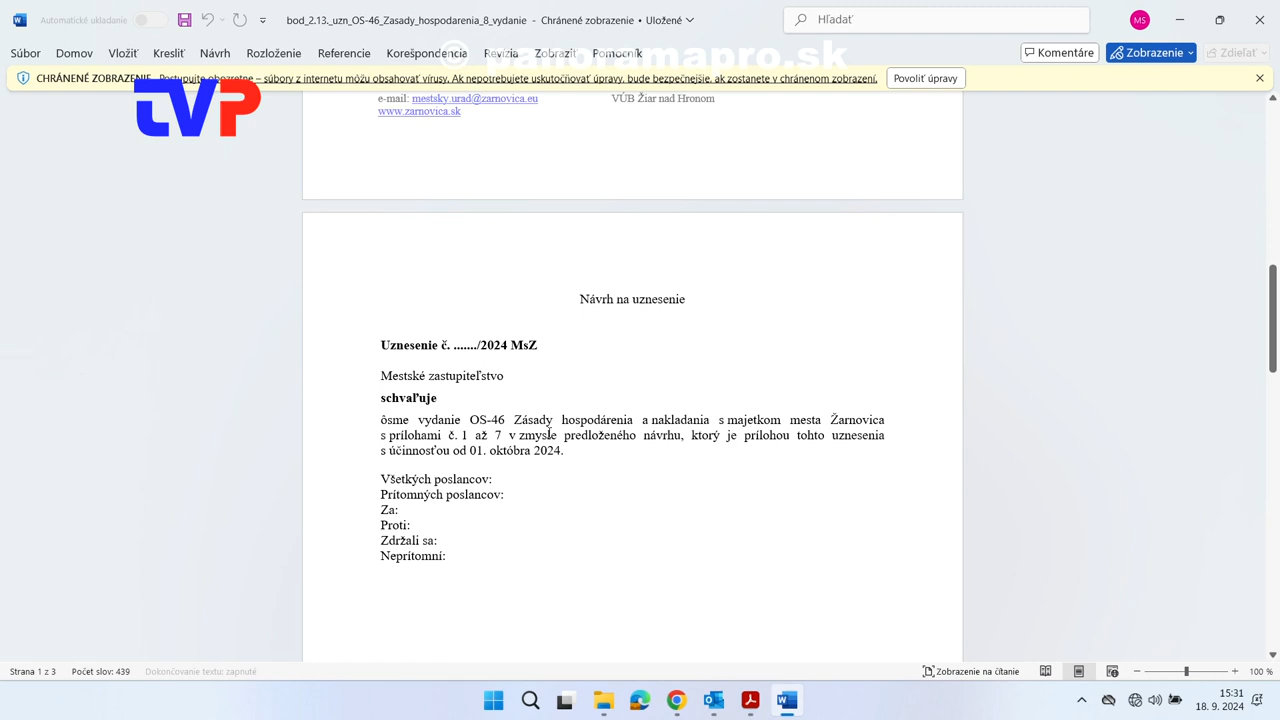 Automatické ukladanie
bod_2.13._uzn_OS-46_Zasady_hospodarenia_8_vydanie - Chránené zobrazenie • Uložené
Hľadať
MS
Súbor Domov Vložiť Kresliť Návrh Rozloženie Referencie Korešpondencia Revízia Zobraziť Pomocník
Komentáre Zobrazenie Zdieľať
CHRÁNENÉ ZOBRAZENIE Postupujte obozretne – súbory z internetu môžu obsahovať vírusy. Ak nepotrebujete uskutočňovať úpravy, bude bezpečnejšie, ak zostanete v chránenom zobrazení. Povoliť úpravy
tVP
e-mail: mestsky.urad@zarnovica.eu VÚB Žiar nad Hronom
www.zarnovica.sk
Návrh na uznesenie
Uznesenie č. ......./2024 MsZ
Mestské zastupiteľstvo
schvaľuje
ôsme vydanie OS-46 Zásady hospodárenia a nakladania s majetkom mesta Žarnovica
s prílohami č. 1 až 7 v zmysle predloženého návrhu, ktorý je prílohou tohto uznesenia
s účinnosťou od 01. októbra 2024.
Všetkých poslancov:
Prítomných poslancov:
Za:
Proti:
Zdržali sa:
Neprítomní:
Strana 1 z 3 Počet slov: 439 Dokončovanie textu: zapnuté Zobrazenie na čítanie 100 %
15:31
18. 9. 2024